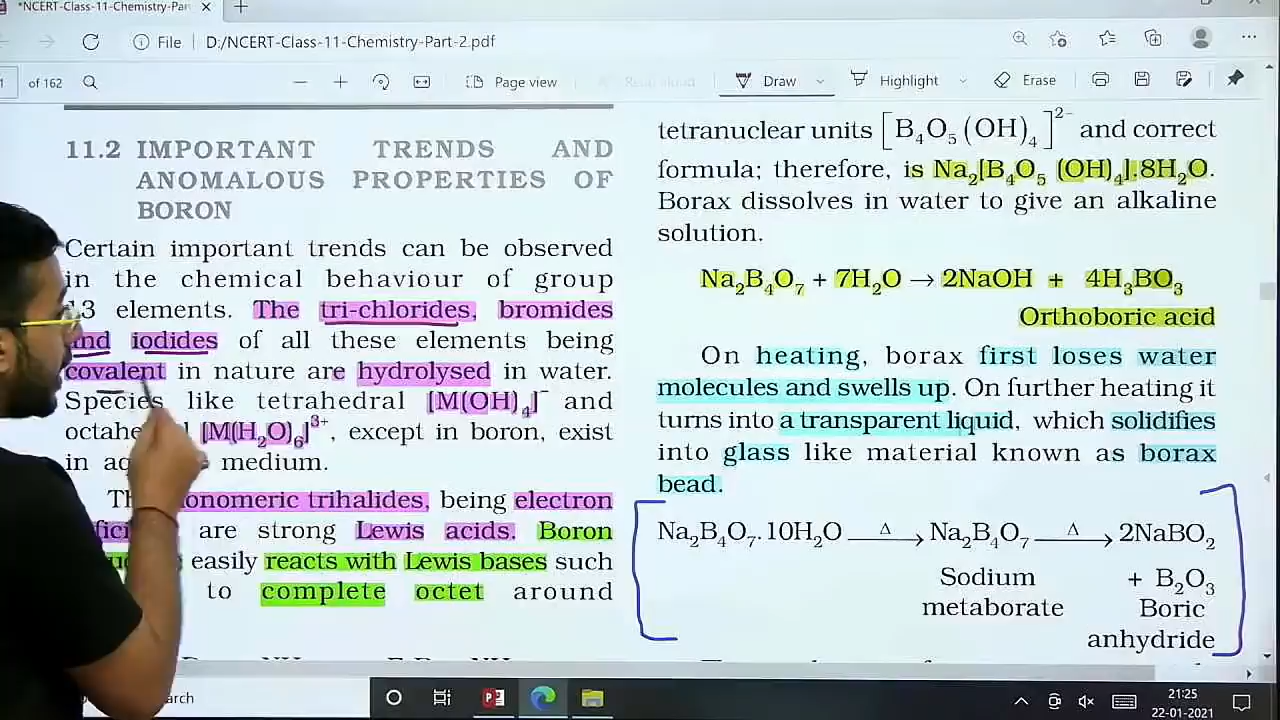 *NCERT-Class-11-Chemistry-Par
File D:/NCERT-Class-11-Chemistry-Part-2.pdf
of 162 Page view Read aloud Draw Highlight Erase
11.2 IMPORTANT TRENDS AND
ANOMALOUS PROPERTIES OF
BORON
Certain important trends can be observed
in the chemical behaviour of group
13 elements. The tri-chlorides, bromides
and iodides of all these elements being
covalent in nature are hydrolysed in water.
Species like tetrahedral [M(OH)₄]⁻ and
[M(H₂O)₆]³⁺, except in boron, exist
in medium.
trihalides, being electron
are strong Lewis acids. Boron
easily reacts with Lewis bases such
to complete octet around
tetranuclear units [B₄O₅(OH)₄]²⁻ and correct
formula; therefore, is Na₂[B₄O₅ (OH)₄].8H₂O.
Borax dissolves in water to give an alkaline
solution.
Na₂B₄O₇ + 7H₂O → 2NaOH + 4H₃BO₃
Orthoboric acid
On heating, borax first loses water
molecules and swells up. On further heating it
turns into a transparent liquid, which solidifies
into glass like material known as borax
bead.
Na₂B₄O₇.10H₂O —Δ→ Na₂B₄O₇ —Δ→ 2NaBO₂
Sodium + B₂O₃
metaborate Boric
anhydride
21:25
22-01-2021